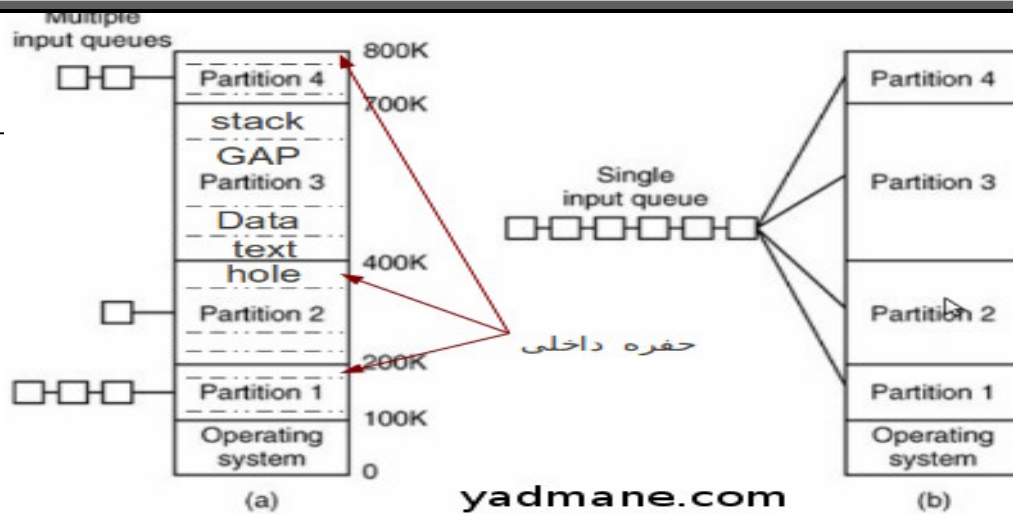 Multiple
input queues
800K
Partition 4
700K
stack
GAP
Partition 3
Data
text
400K
hole
Partition 2
200K
Partition 1
100K
Operating
system
0
(a)
حفره داخلی
yadmane.com
Single
input queue
Partition 4
Partition 3
Partition 2
Partition 1
Operating
system
(b)